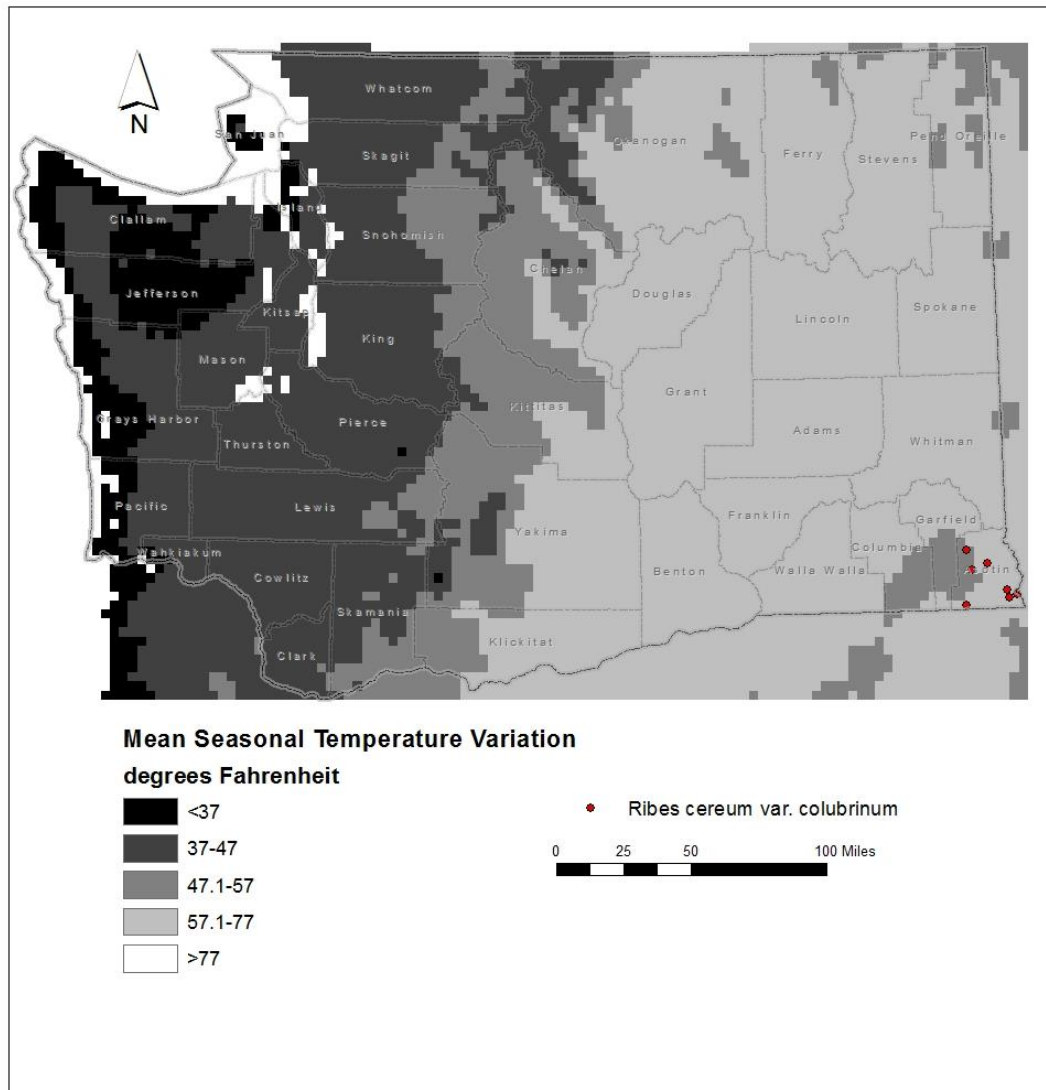 N
Whatcom
San Juan
Skagit
Okanogan
Ferry
Stevens
Pend Oreille
Island
Clallam
Snohomish
Chelan
Jefferson
Kitsap
Douglas
Lincoln
Spokane
King
Mason
Grant
Kittitas
Grays Harbor
Pierce
Adams
Whitman
Thurston
Pacific
Lewis
Yakima
Franklin
Garfield
Columbia
Wahkiakum
Cowlitz
Benton
Walla Walla
Asotin
Skamania
Klickitat
Clark
Mean Seasonal Temperature Variation
degrees Fahrenheit
<37
37-47
47.1-57
57.1-77
>77
Ribes cereum var. colubrinum
0 25 50 100 Miles